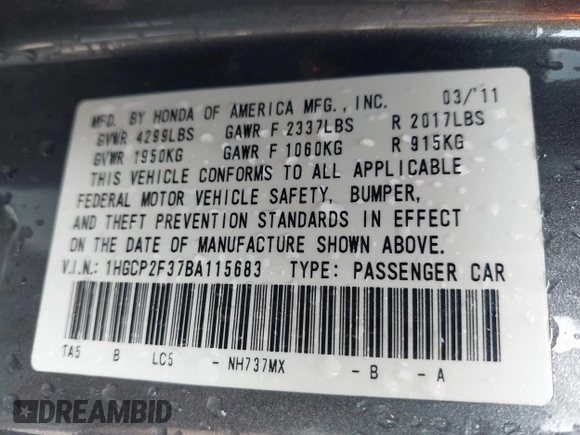 MFD. BY HONDA OF AMERICA MFG., INC. 03/'11
GVWR 4299LBS GAWR F 2337LBS R 2017LBS
GVWR 1950KG GAWR F 1060KG R 915KG
THIS VEHICLE CONFORMS TO ALL APPLICABLE
FEDERAL MOTOR VEHICLE SAFETY, BUMPER,
AND THEFT PREVENTION STANDARDS IN EFFECT
ON THE DATE OF MANUFACTURE SHOWN ABOVE.
V.I.N.: 1HGCP2F37BA115683 TYPE: PASSENGER CAR
TA5 B LC5 - NH737MX - B - A
DREAMBID